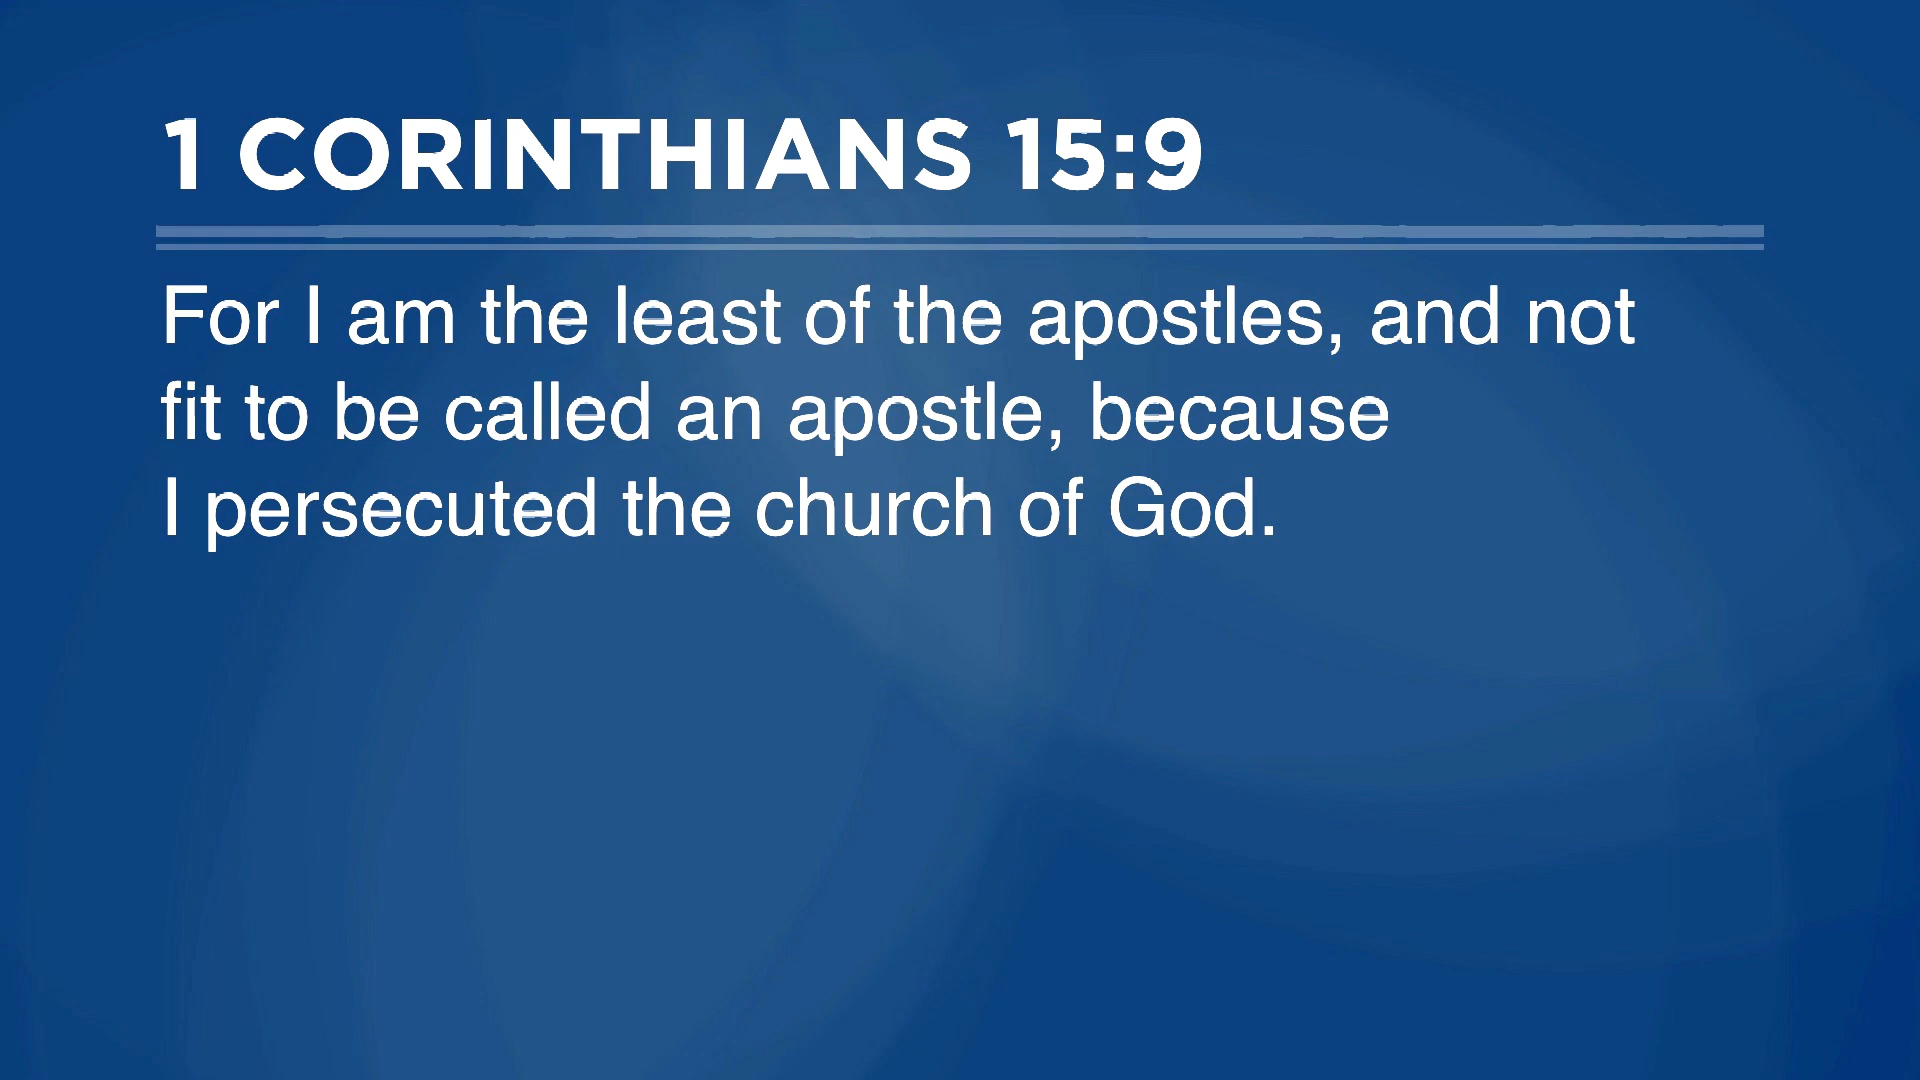 1 CORINTHIANS 15:9
For I am the least of the apostles, and not
fit to be called an apostle, because
I persecuted the church of God.